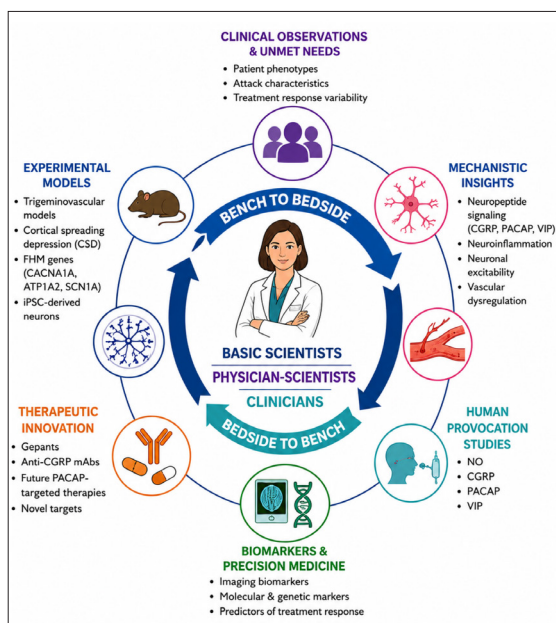 CLINICAL OBSERVATIONS
& UNMET NEEDS
• Patient phenotypes
• Attack characteristics
• Treatment response variability
EXPERIMENTAL
MODELS
• Trigeminovascular
models
• Cortical spreading
depression (CSD)
• FHM genes
(CACNA1A,
ATP1A2, SCN1A)
• iPSC-derived
neurons
BENCH TO BEDSIDE
MECHANISTIC
INSIGHTS
• Neuropeptide
signaling
(CGRP, PACAP, VIP)
• Neuroinflammation
• Neuronal
excitability
• Vascular
dysregulation
BASIC SCIENTISTS
PHYSICIAN-SCIENTISTS
CLINICIANS
BEDSIDE TO BENCH
THERAPEUTIC
INNOVATION
• Gepants
• Anti-CGRP mAbs
• Future PACAP-
targeted therapies
• Novel targets
HUMAN
PROVOCATION
STUDIES
• NO
• CGRP
• PACAP
• VIP
BIOMARKERS &
PRECISION MEDICINE
• Imaging biomarkers
• Molecular & genetic markers
• Predictors of treatment response